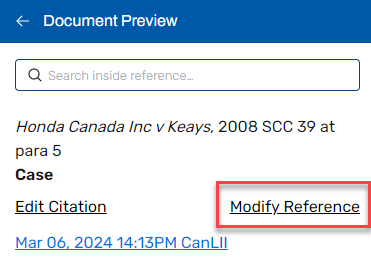 ← Document Preview
Search inside reference...
Honda Canada Inc v Keays, 2008 SCC 39 at
para 5
Case
Edit Citation Modify Reference
Mar 06, 2024 14:13PM CanLII